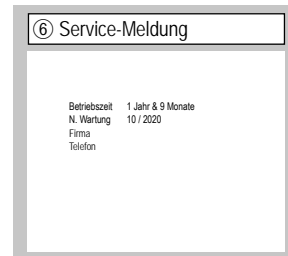 ⑥ Service-Meldung
Betriebszeit 1 Jahr & 9 Monate
N. Wartung 10 / 2020
Firma
Telefon